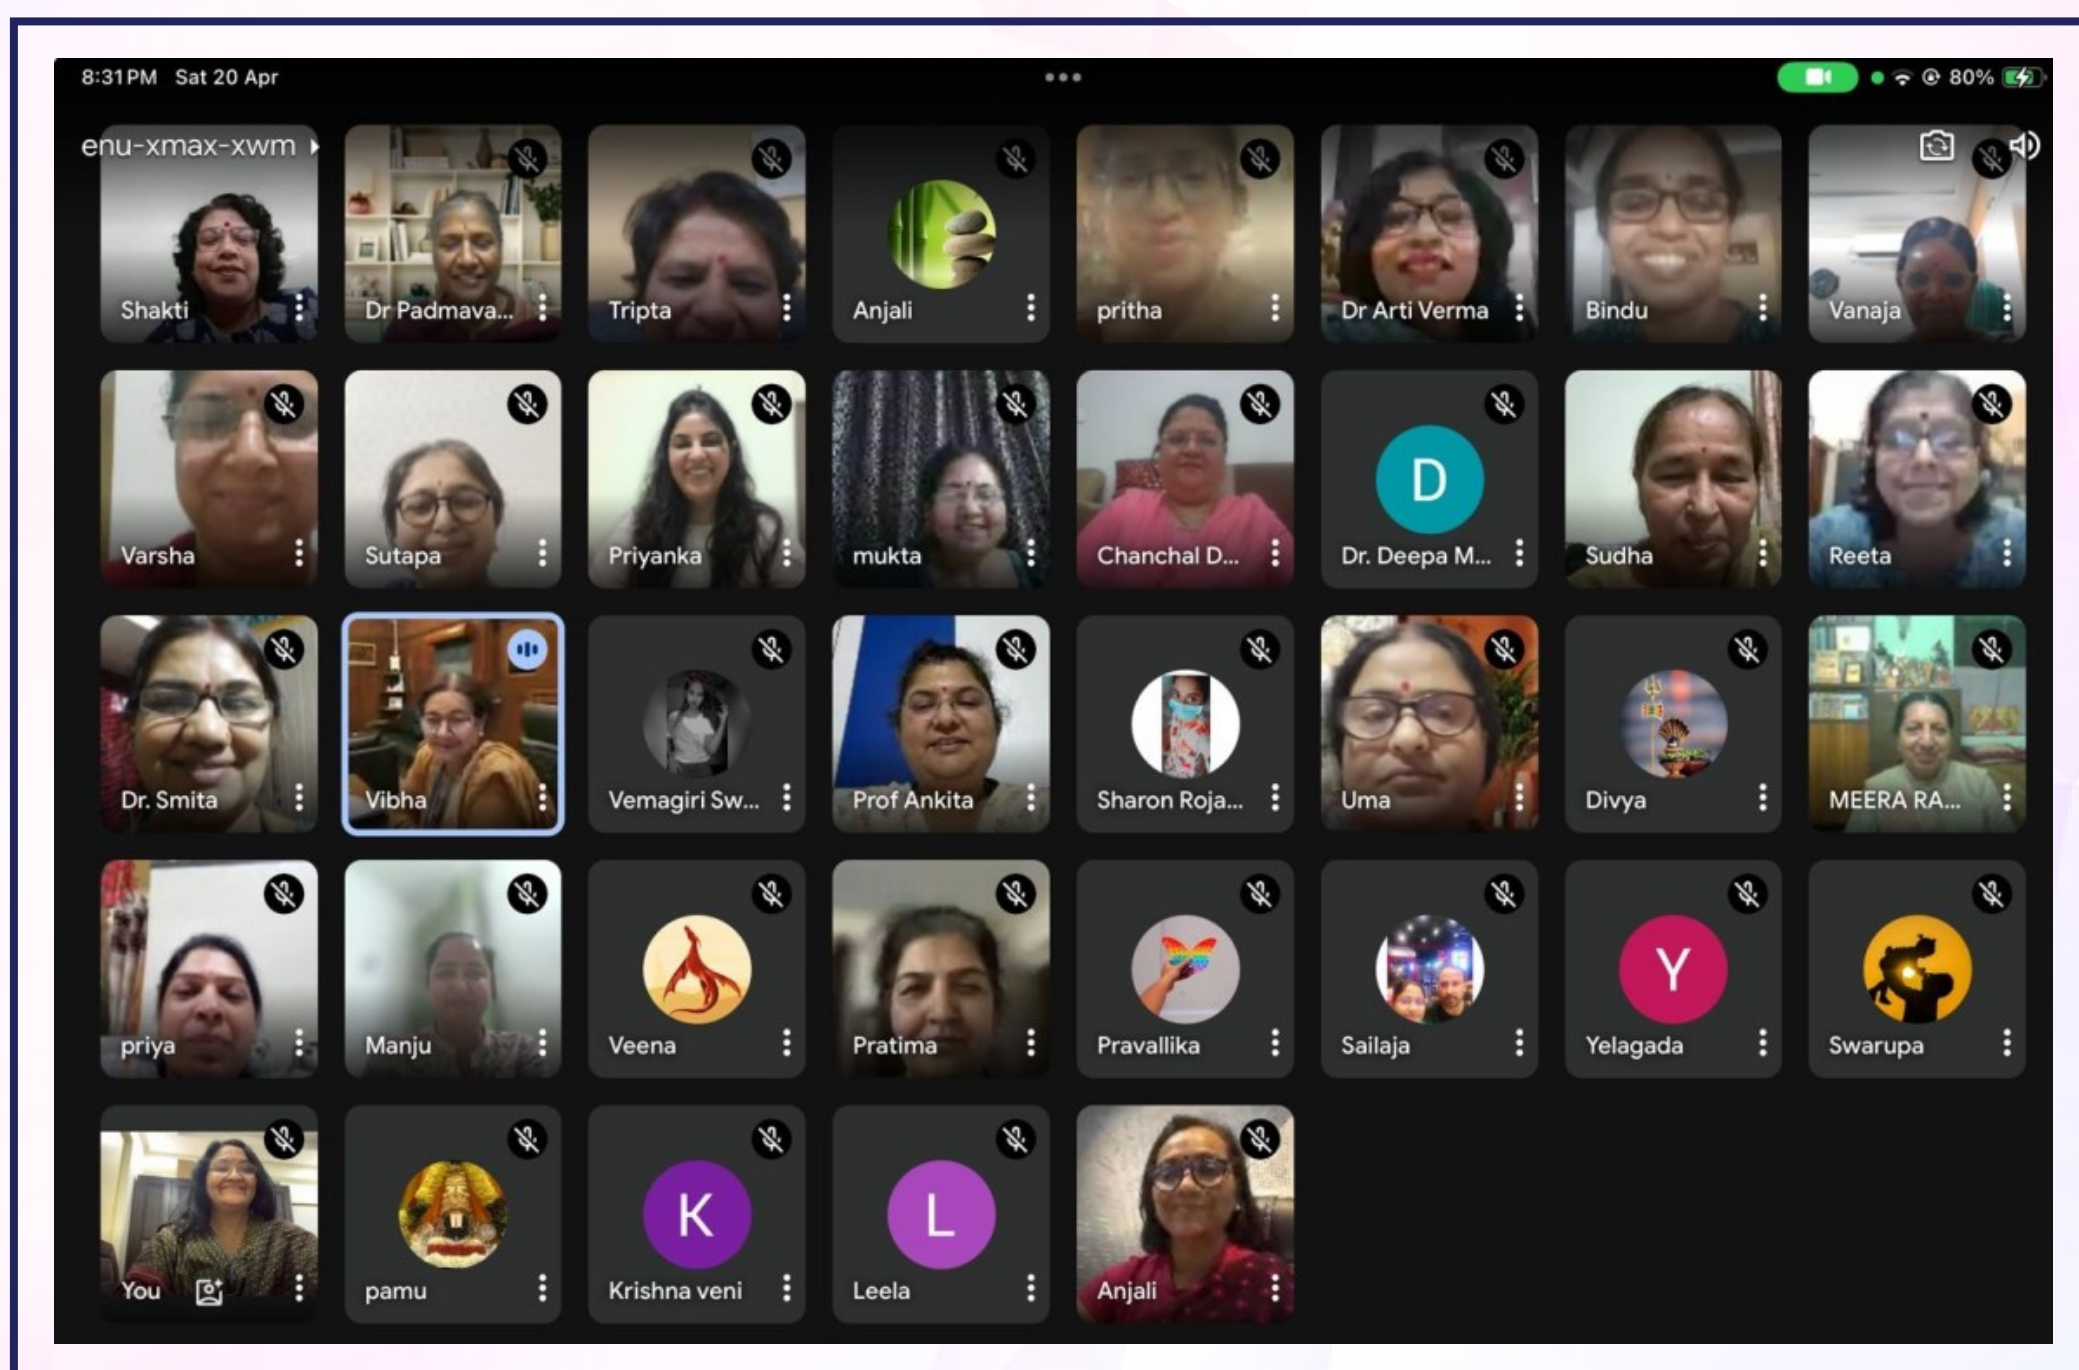 8:31 PM Sat 20 Apr
80%
enu-xmax-xwm
Shakti
Dr Padmava...
Tripta
Anjali
pritha
Dr Arti Verma
Bindu
Vanaja
Varsha
Sutapa
Priyanka
mukta
Chanchal D...
D
Dr. Deepa M...
Sudha
Reeta
Dr. Smita
Vibha
Vemagiri Sw...
Prof Ankita
Sharon Roja...
Uma
Divya
MEERA RA...
priya
Manju
Veena
Pratima
Pravallika
Sailaja
Y
Yelagada
Swarupa
You
pamu
K
Krishna veni
L
Leela
Anjali